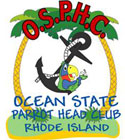 O.S.P.H.C.
OCEAN STATE
PARROT HEAD CLUB
RHODE ISLAND